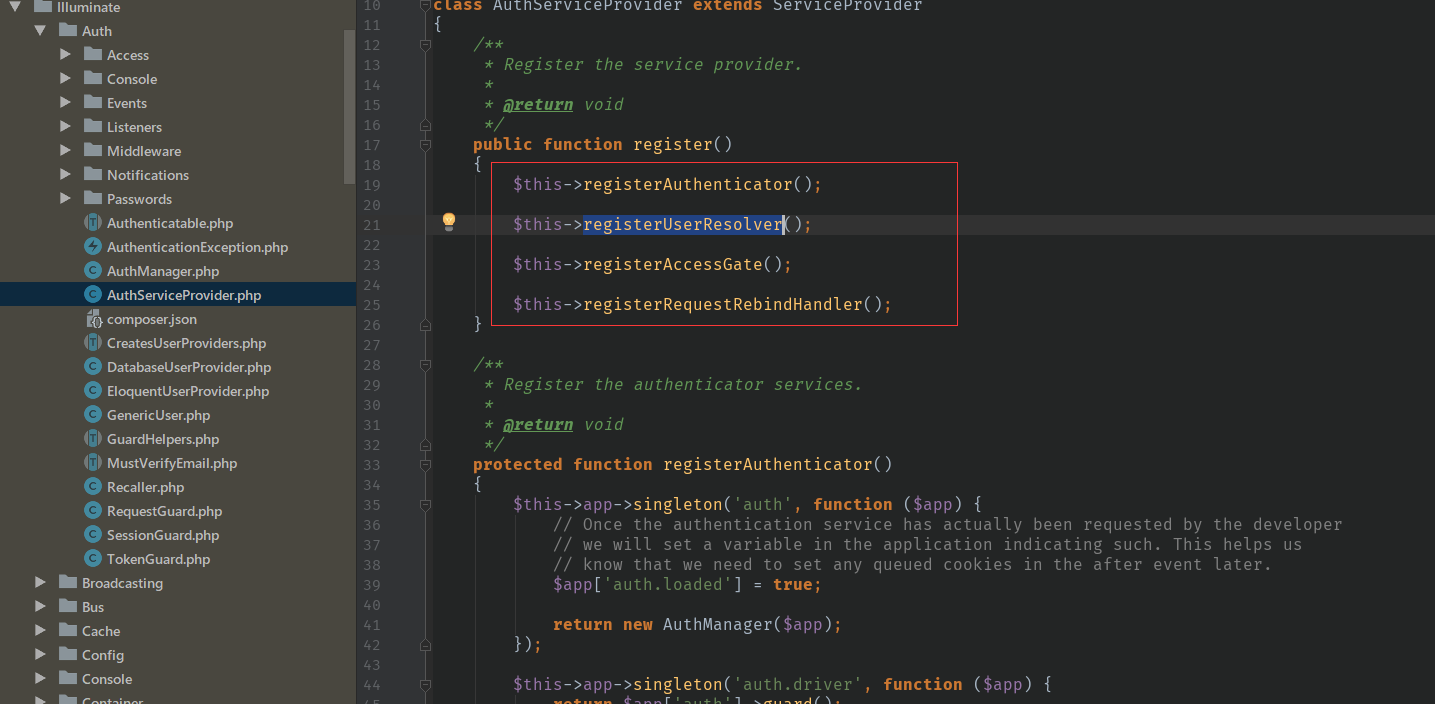 Illuminate
Auth
Access
Console
Events
Listeners
Middleware
Notifications
Passwords
Authenticatable.php
AuthenticationException.php
AuthManager.php
AuthServiceProvider.php
composer.json
CreatesUserProviders.php
DatabaseUserProvider.php
EloquentUserProvider.php
GenericUser.php
GuardHelpers.php
MustVerifyEmail.php
Recaller.php
RequestGuard.php
SessionGuard.php
TokenGuard.php
Broadcasting
Bus
Cache
Config
Console
Container
10 class AuthServiceProvider extends ServiceProvider
11 {
12 /**
13 * Register the service provider.
14 *
15 * @return void
16 */
17 public function register()
18 {
19 $this->registerAuthenticator();
20
21 $this->registerUserResolver();
22
23 $this->registerAccessGate();
24
25 $this->registerRequestRebindHandler();
26 }
27
28 /**
29 * Register the authenticator services.
30 *
31 * @return void
32 */
33 protected function registerAuthenticator()
34 {
35 $this->app->singleton('auth', function ($app) {
36 // Once the authentication service has actually been requested by the developer
37 // we will set a variable in the application indicating such. This helps us
38 // know that we need to set any queued cookies in the after event later.
39 $app['auth.loaded'] = true;
40
41 return new AuthManager($app);
42 });
43
44 $this->app->singleton('auth.driver', function ($app) {
45 return $app['auth']->guard();